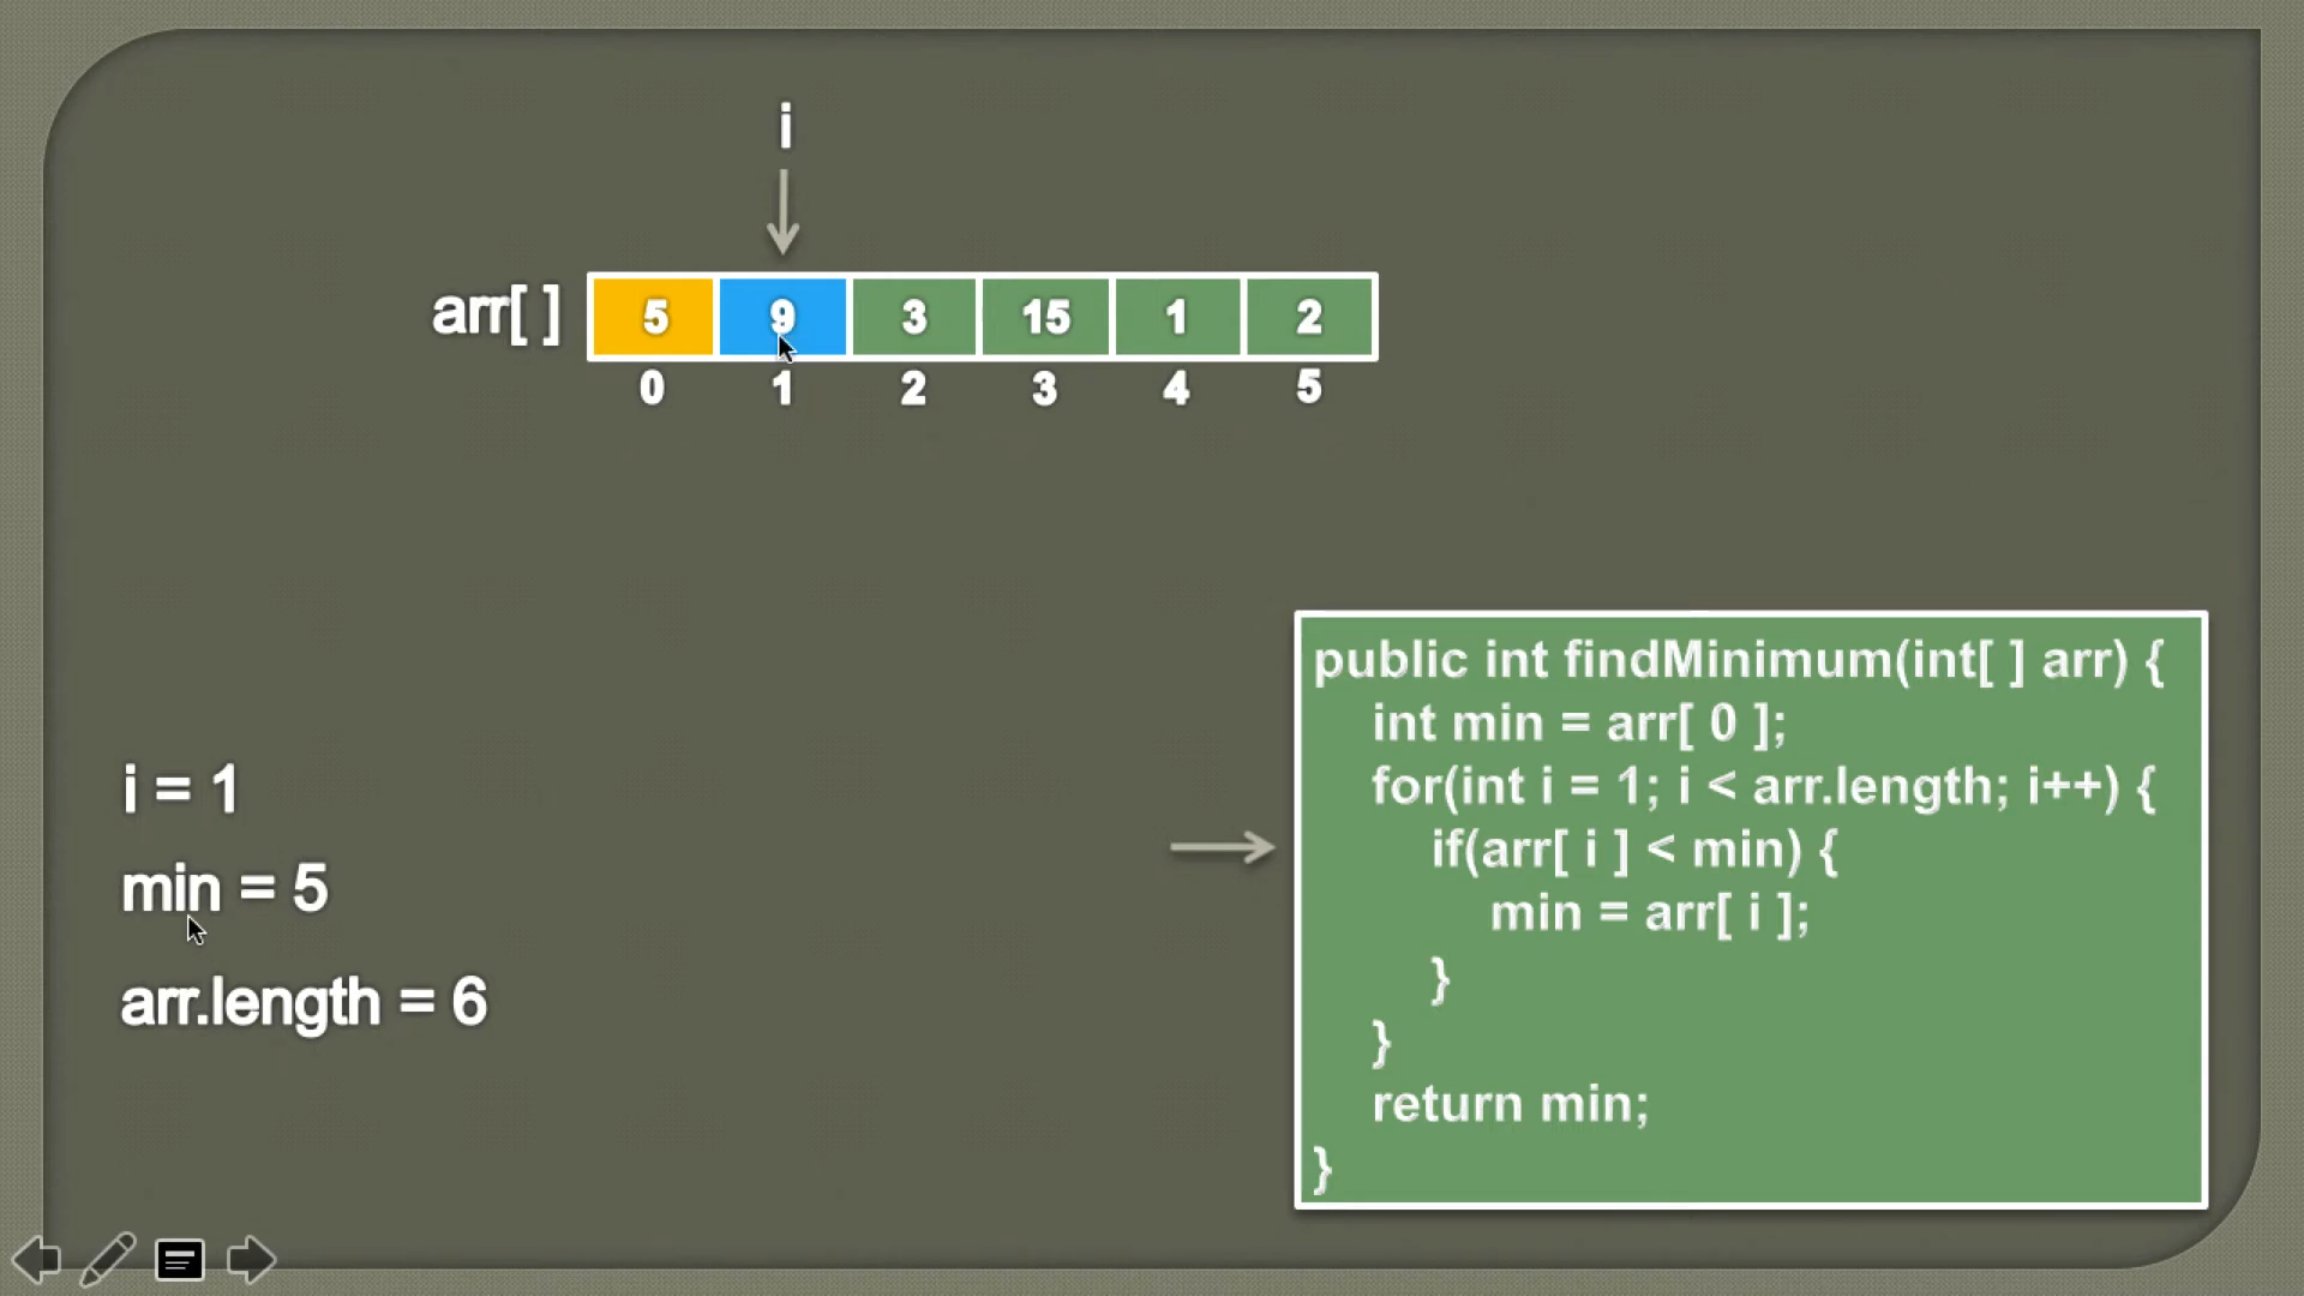 i
arr[ ] 5 9 3 15 1 2
0 1 2 3 4 5
i = 1
min = 5
arr.length = 6
public int findMinimum(int[ ] arr) {
int min = arr[ 0 ];
for(int i = 1; i < arr.length; i++) {
if(arr[ i ] < min) {
min = arr[ i ];
}
}
return min;
}